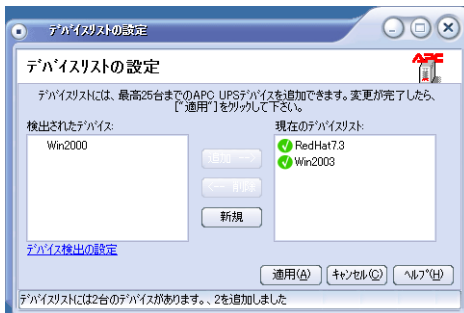 ﾃﾞﾊﾞｲｽﾘｽﾄの設定
ﾃﾞﾊﾞｲｽﾘｽﾄの設定
APC
ﾃﾞﾊﾞｲｽﾘｽﾄには、最高25台までのAPC UPSﾃﾞﾊﾞｲｽを追加できます。変更が完了したら、
["適用"]をｸﾘｯｸして下さい。
検出されたﾃﾞﾊﾞｲｽ:
現在のﾃﾞﾊﾞｲｽﾘｽﾄ:
Win2000
RedHat7.3
Win2003
追加 -->
<-- 削除
新規
ﾃﾞﾊﾞｲｽ検出の設定
適用(A) ｷｬﾝｾﾙ(C) ﾍﾙﾌﾟ(H)
ﾃﾞﾊﾞｲｽﾘｽﾄには2台のﾃﾞﾊﾞｲｽがあります。、2を追加しました